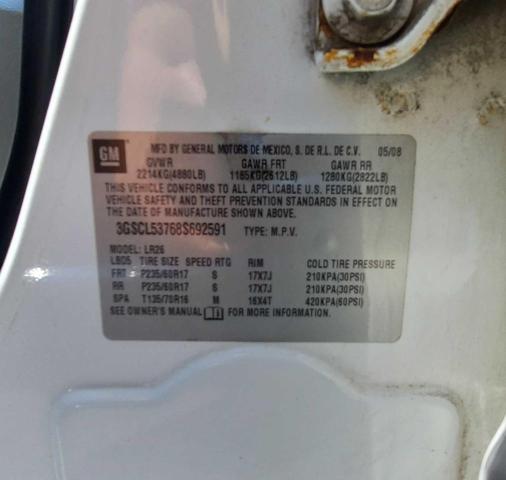 GM MFD BY GENERAL MOTORS DE MEXICO, S. DE R.L. DE C.V. 05/08
GVWR GAWR FRT GAWR RR
2214KG(4880LB) 1185KG(2612LB) 1280KG(2822LB)
THIS VEHICLE CONFORMS TO ALL APPLICABLE U.S. FEDERAL MOTOR
VEHICLE SAFETY AND THEFT PREVENTION STANDARDS IN EFFECT ON
THE DATE OF MANUFACTURE SHOWN ABOVE.
3GSCL53768S692591 TYPE: M.P.V.
MODEL: LR26
LBD5 TIRE SIZE SPEED RTG RIM COLD TIRE PRESSURE
FRT P235/60R17 S 17X7J 210KPA(30PSI)
RR P235/60R17 S 17X7J 210KPA(30PSI)
SPA T135/70R16 M 16X4T 420KPA(60PSI)
SEE OWNER'S MANUAL FOR MORE INFORMATION.